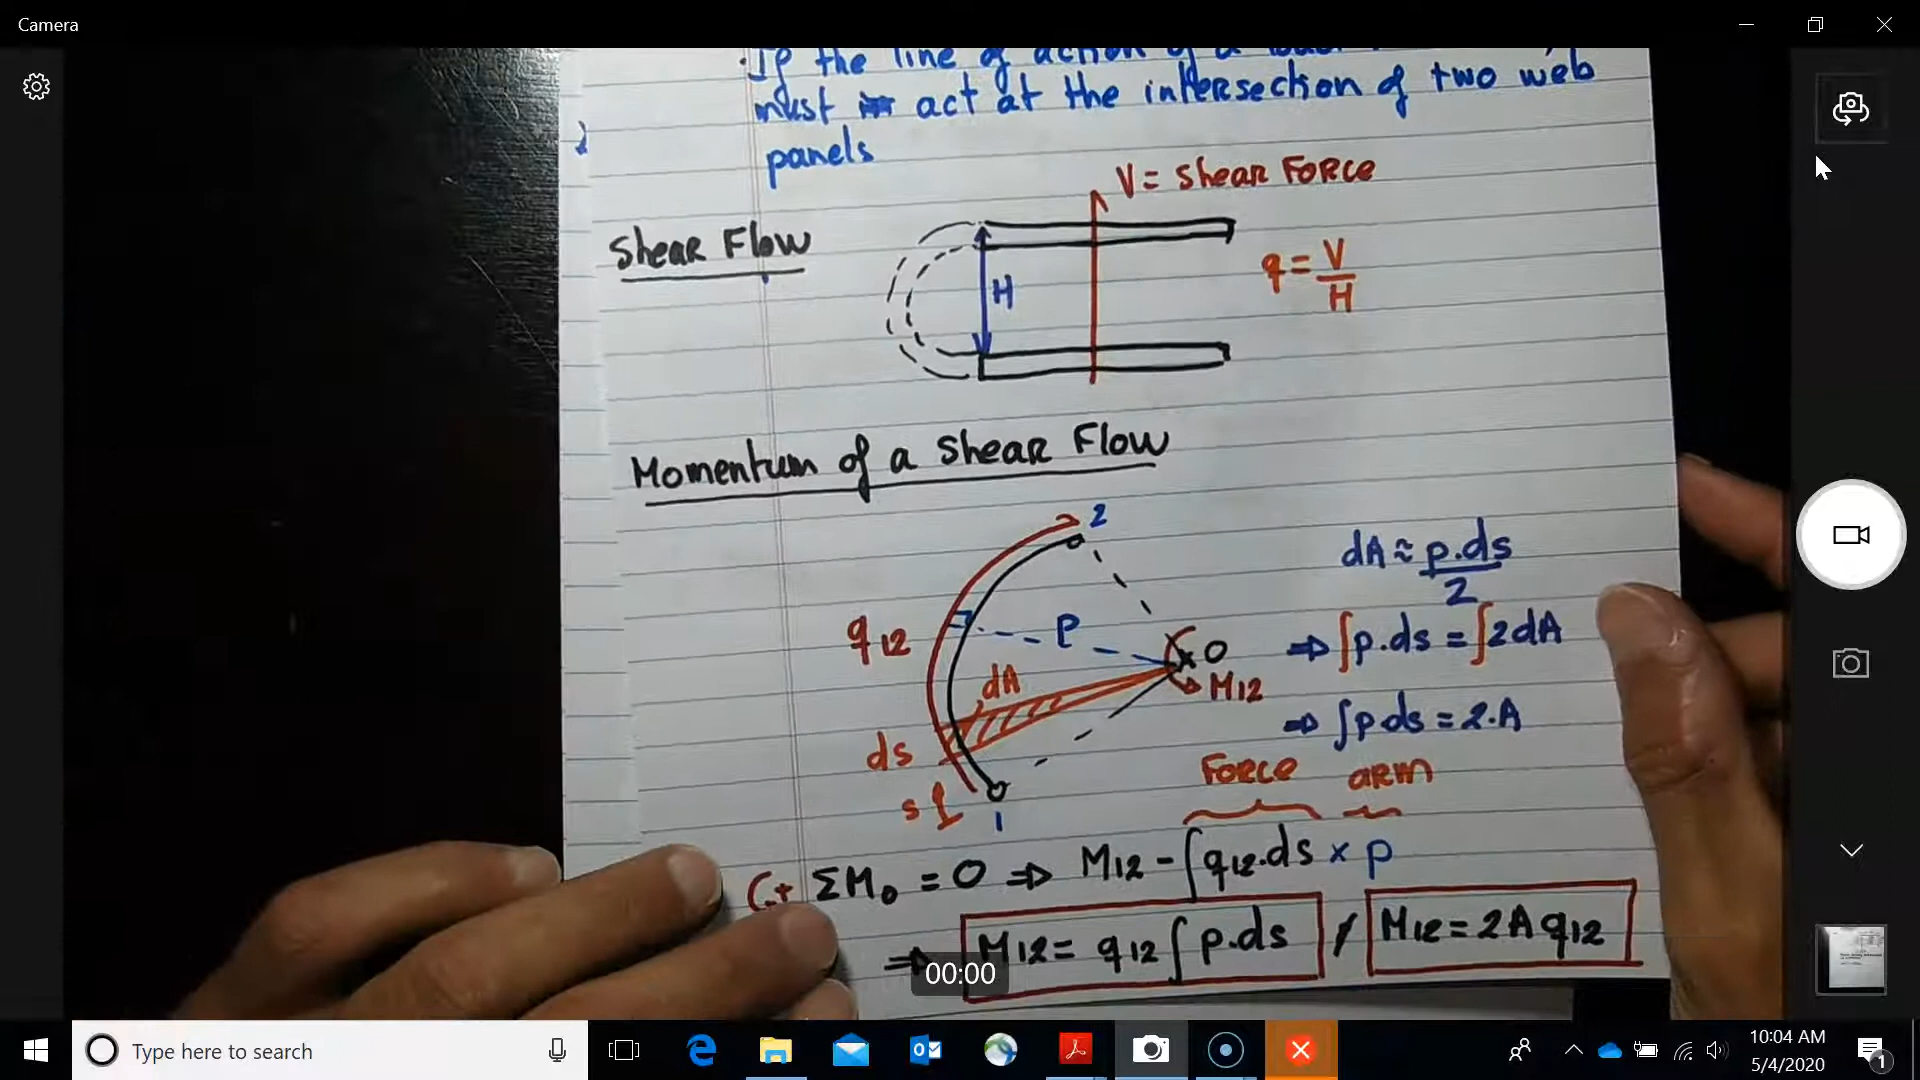 Camera
. If the line of action of a
must act at the intersection of two web
panels
V = Shear Force
Shear Flow
H
q = V/H
Momentum of a Shear Flow
2
dA ≈ p.ds/2
q12
P
O
⇒ ∫p.ds = ∫2dA
dA
M12
ds
⇒ ∫p.ds = 2.A
Force arm
s
1
+ ΣMo = 0 ⇒ M12 - ∫q12.ds × p
⇒ M12 = q12 ∫p.ds / M12 = 2A q12
00:00
Type here to search
10:04 AM
5/4/2020
1